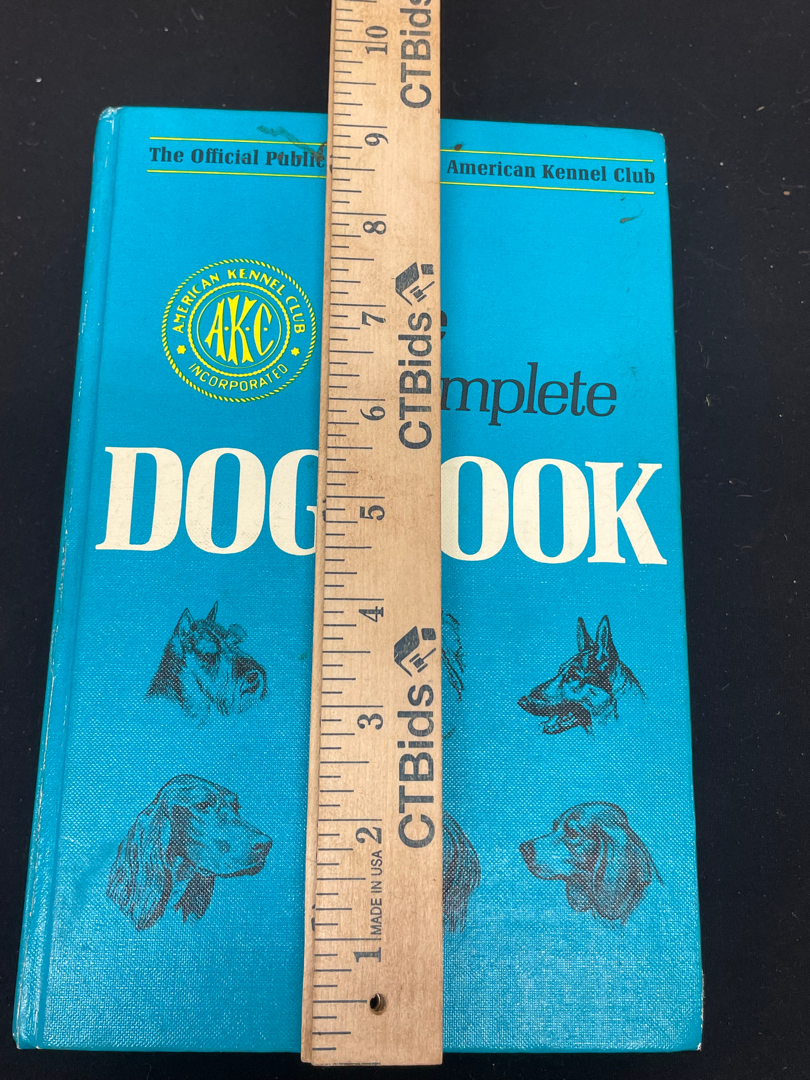 The Official Public
American Kennel Club
AMERICAN KENNEL CLUB
AKC
INCORPORATED
e
mplete
DOG OOK
10
9
8
7
6
5
4
3
2
1
CTBids
CTBids
CTBids
MADE IN USA